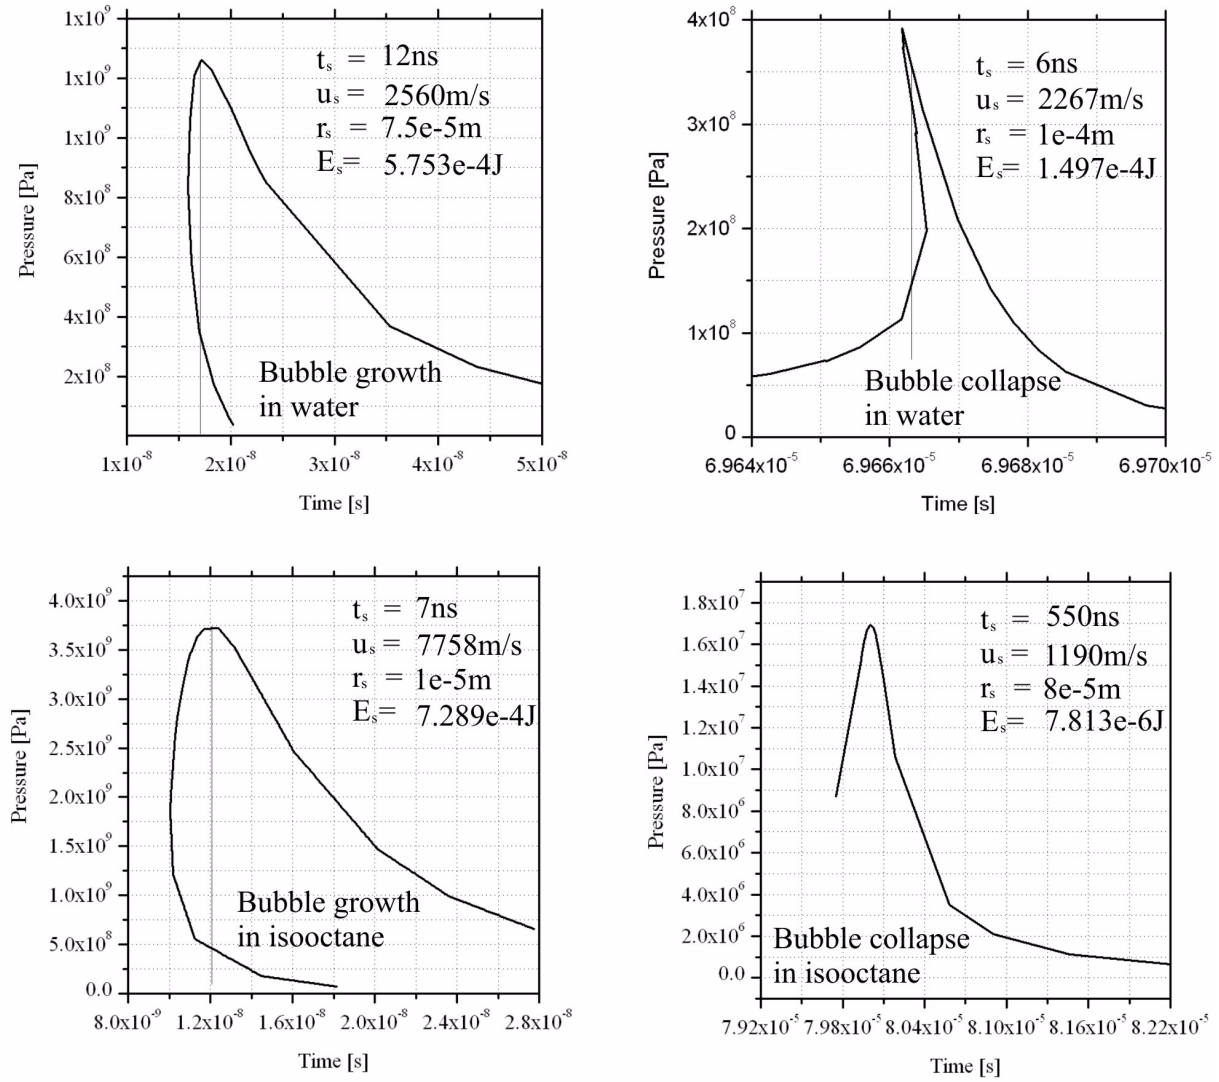 1x10⁹
1x10⁹
1x10⁹
8x10⁸
6x10⁸
4x10⁸
2x10⁸
Pressure [Pa]
tₛ = 12ns
uₛ = 2560m/s
rₛ = 7.5e-5m
Eₛ= 5.753e-4J
Bubble growth
in water
1x10⁻⁸ 2x10⁻⁸ 3x10⁻⁸ 4x10⁻⁸ 5x10⁻⁸
Time [s]
4x10⁸
3x10⁸
2x10⁸
1x10⁸
0
Pressure [Pa]
tₛ = 6ns
uₛ = 2267m/s
rₛ = 1e-4m
Eₛ= 1.497e-4J
Bubble collapse
in water
6.964x10⁻⁵ 6.966x10⁻⁵ 6.968x10⁻⁵ 6.970x10⁻⁵
Time [s]
4.0x10⁹
3.5x10⁹
3.0x10⁹
2.5x10⁹
2.0x10⁹
1.5x10⁹
1.0x10⁹
5.0x10⁸
0.0
Pressure [Pa]
tₛ = 7ns
uₛ = 7758m/s
rₛ = 1e-5m
Eₛ= 7.289e-4J
Bubble growth
in isooctane
8.0x10⁻⁹ 1.2x10⁻⁸ 1.6x10⁻⁸ 2.0x10⁻⁸ 2.4x10⁻⁸ 2.8x10⁻⁸
Time [s]
1.8x10⁷
1.6x10⁷
1.4x10⁷
1.2x10⁷
1.0x10⁷
8.0x10⁶
6.0x10⁶
4.0x10⁶
2.0x10⁶
0.0
Pressure [Pa]
tₛ = 550ns
uₛ = 1190m/s
rₛ = 8e-5m
Eₛ= 7.813e-6J
Bubble collapse
in isooctane
7.92x10⁻⁵ 7.98x10⁻⁵ 8.04x10⁻⁵ 8.10x10⁻⁵ 8.16x10⁻⁵ 8.22x10⁻⁵
Time [s]